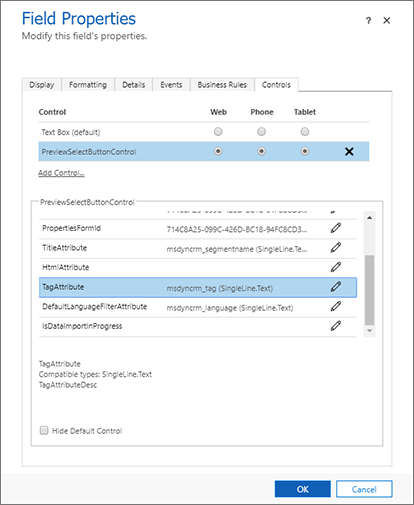 Field Properties
? ×
Modify this field's properties.
Display Formatting Details Events Business Rules Controls
Control Web Phone Tablet
Text Box (default)
PreviewSelectButtonControl
Add Control...
PreviewSelectButtonControl
PropertiesFormId 714C8A25-099C-426D-BC18-94FC8CD3...
TitleAttribute msdyncrm_segmentname (SingleLine.Te...
HtmlAttribute
TagAttribute msdyncrm_tag (SingleLine.Text)
DefaultLanguageFilterAttribute msdyncrm_language (SingleLine.Text)
IsDataImportInProgress
TagAttribute
Compatible types: SingleLine.Text
TagAttributeDesc
Hide Default Control
OK Cancel